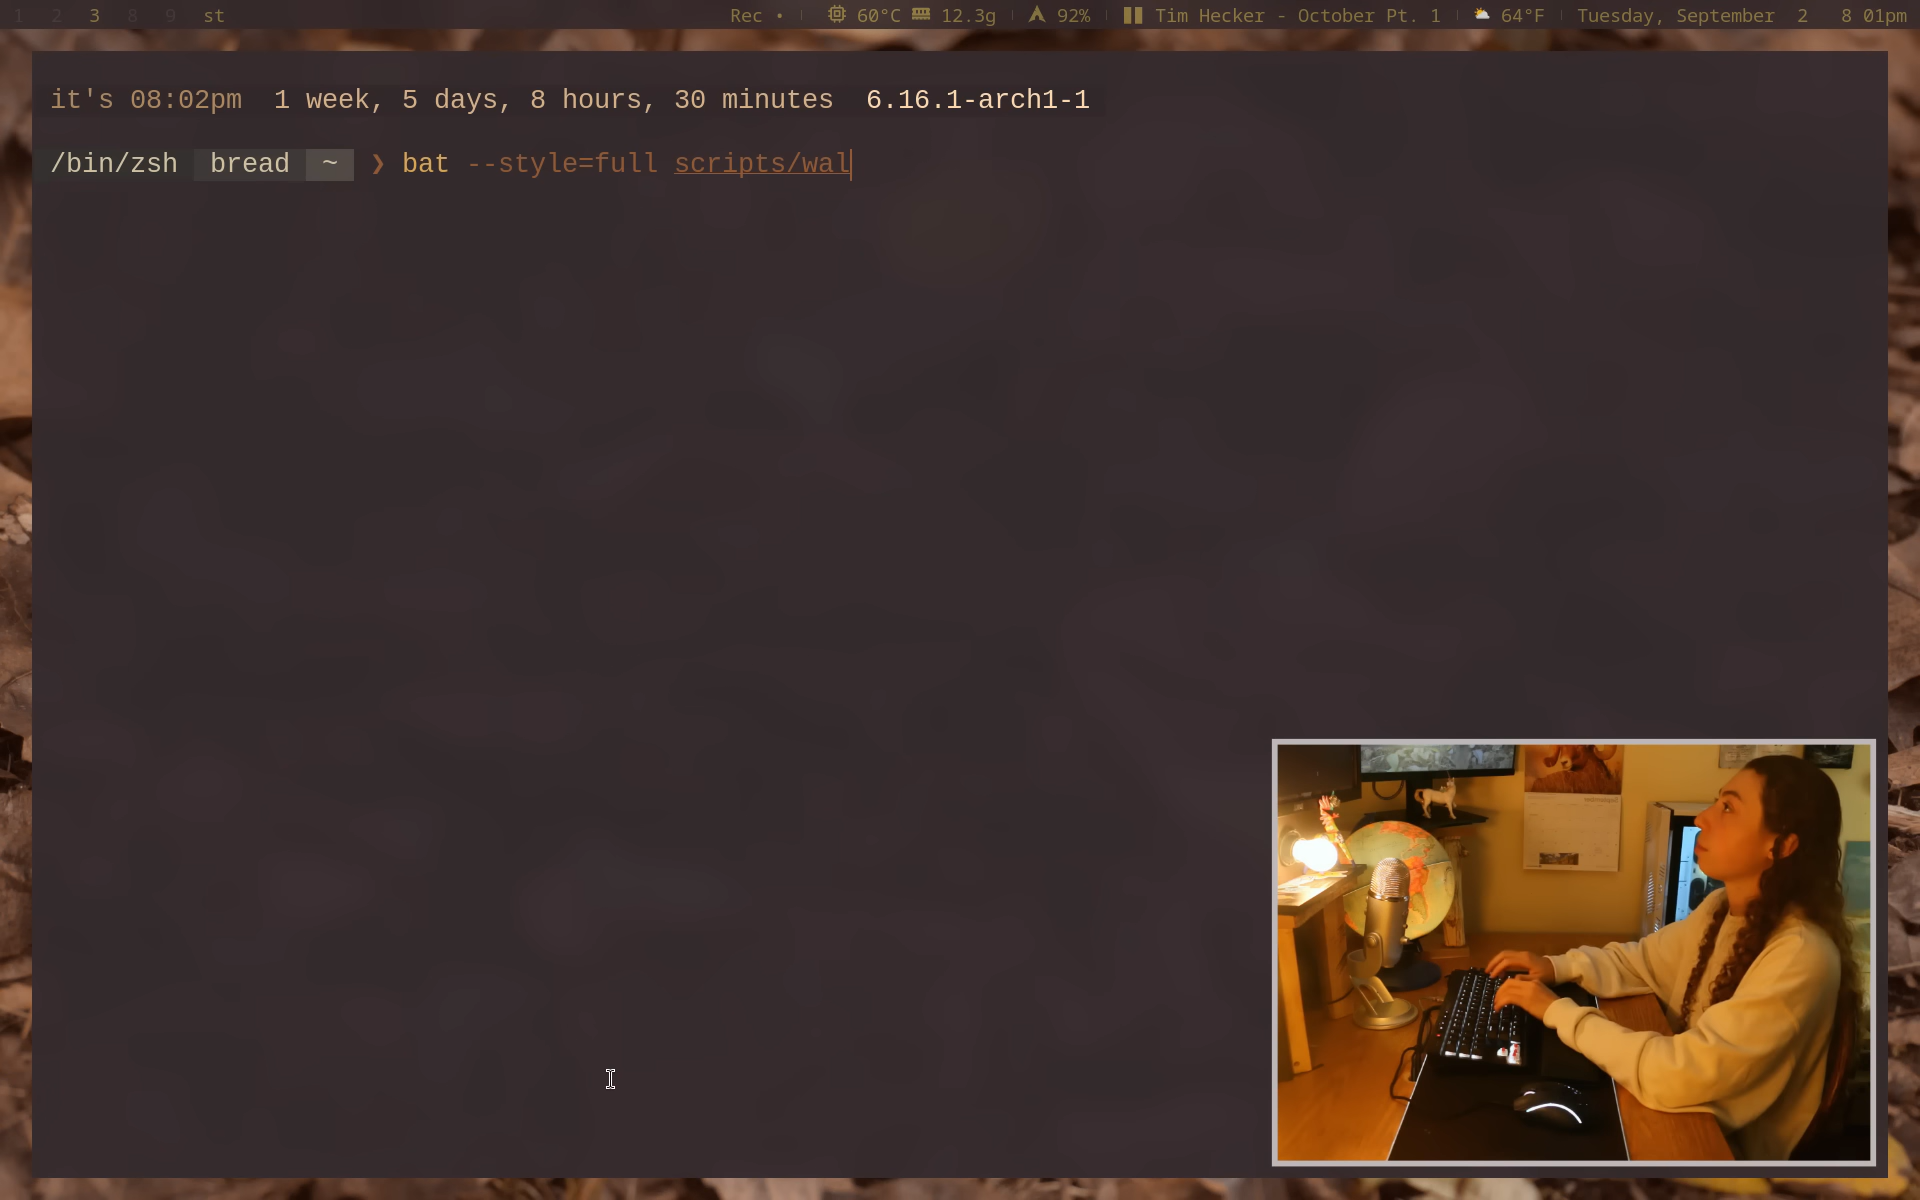 1 2 3 8 9 st Rec • 60°C 12.3g 92% Tim Hecker - October Pt. 1 64°F Tuesday, September 2 8 01pm
it's 08:02pm 1 week, 5 days, 8 hours, 30 minutes 6.16.1-arch1-1
/bin/zsh bread ~ ❯ bat --style=full scripts/wal